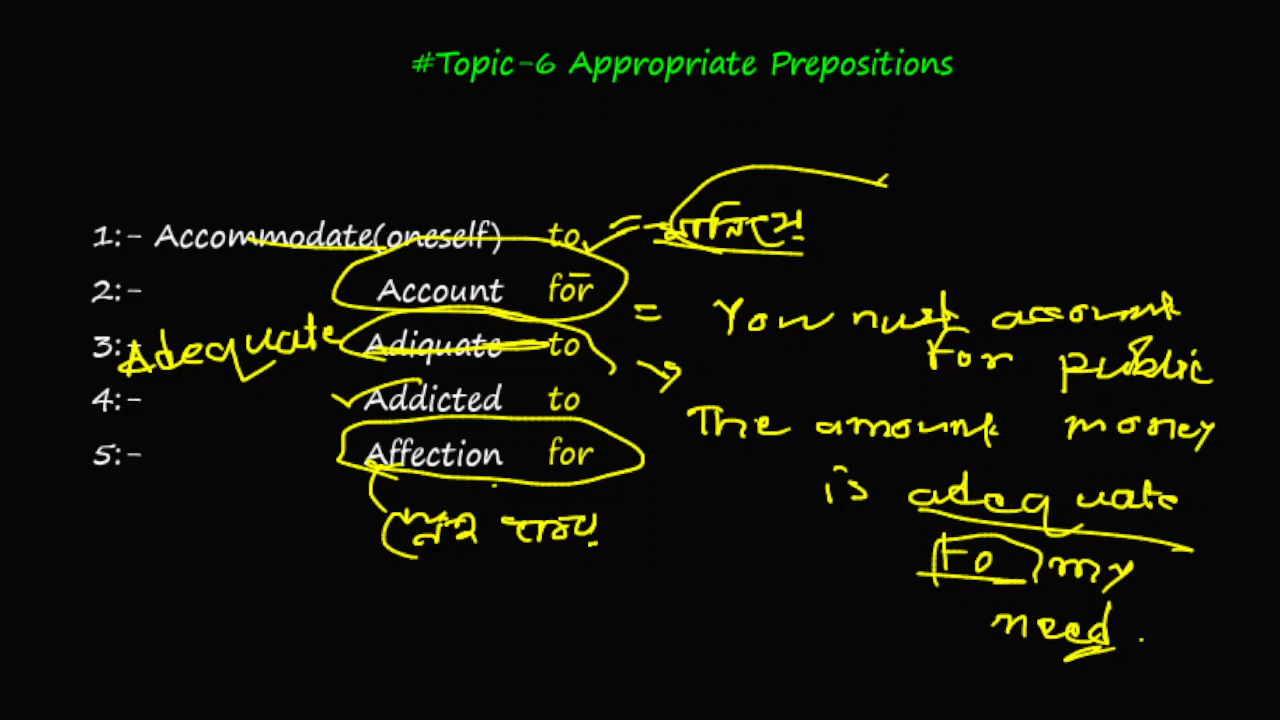 #Topic-6 Appropriate Prepositions
1:- Accommodate(oneself) to = মানিয়ে
2:- Account for
= You must account
for public
3:- Adiquate to
Adequate
The amount money
is adequate
to my
need.
4:- Addicted to
5:- Affection for
স্নেহ